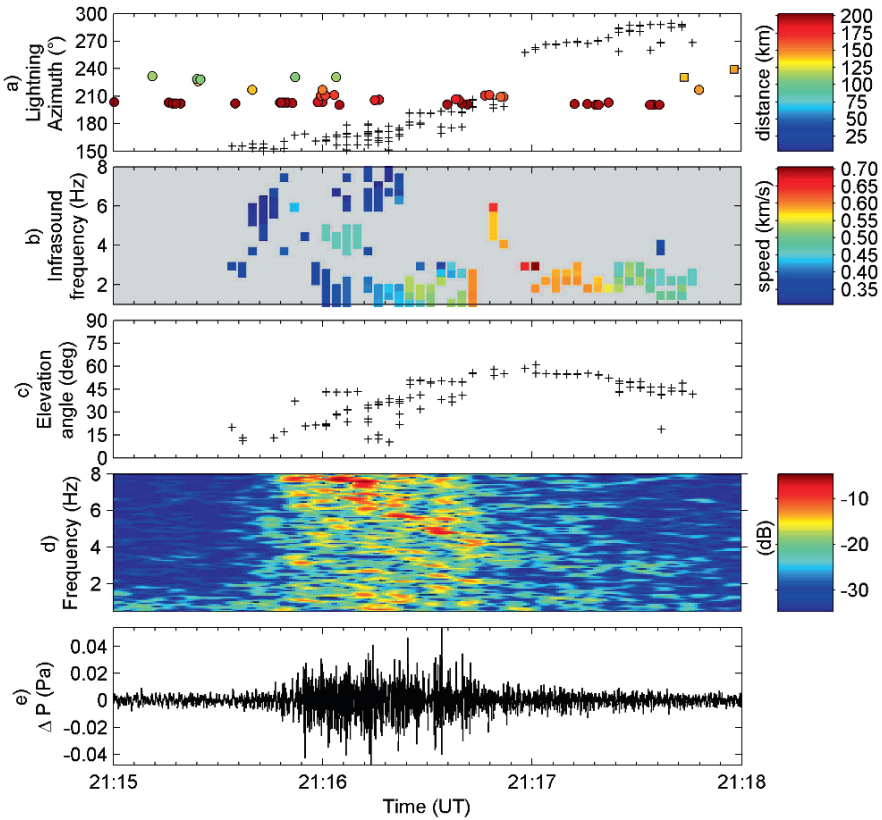 300
270
240
210
180
150
a)
Lightning
Azimuth (°)
200
175
150
125
100
75
50
25
distance (km)
8
6
4
2
b)
Infrasound
frequency (Hz)
0.70
0.65
0.60
0.55
0.50
0.45
0.40
0.35
speed (km/s)
90
75
60
45
30
15
0
c)
Elevation
angle (deg)
8
6
4
2
d)
Frequency (Hz)
-10
-20
-30
(dB)
0.04
0.02
0
-0.02
-0.04
e)
Δ P (Pa)
21:15 21:16 21:17 21:18
Time (UT)